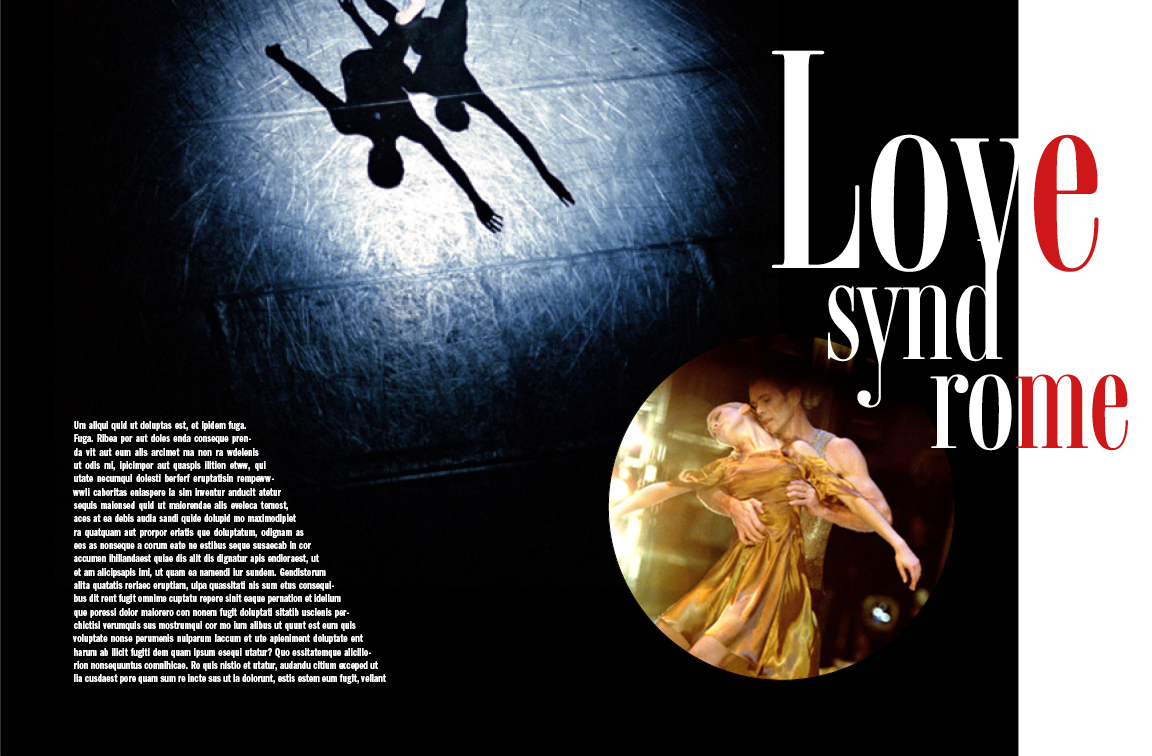 Love
synd
rome
Um aliqui quid ut doluptas est, et ipidem fuga.
Fuga. Ribea por aut doles enda conseque pren-
da vit aut eum alis arcimet ma non ra wdelenis
ut odis mi, ipicimpor aut quaspis ilition etww, qui
utate necumqui dolesti berferf eruptatisin rempeww-
wwli caboritas eniaspere la sim inventur anducit atetur
sequis maionsed quid ut maiorendae alis eveleca temost,
aces at ea debis audia sandi quide dolupid mo maximodipiet
ra quatquam aut prorpor eriatis que doluptatum, odignam as
eos as nonseque a corum eate ne estibus seque susaecab in cor
accumen ihiliandaest quiae dis alit dis dignatur apis endioraest, ut
et am alicipsapis imi, ut quam ea namendi iur sundem. Gendistorum
alita quatatis reriaec eruptiam, ulpa quassitati nis sum etus consequi-
bus dit rent fugit omnime cuptatu repere sinit eaque pernation et idelium
que poressi dolor maiorero con nonem fugit doluptati sitatib uscienis per-
chictisi verumquis sus mostrumqui cor mo ium alibus ut quunt est eum quis
voluptate nonse perumenis nulparum laccum et ute apieniment doluptate ent
harum ab ilicit fugiti dem quam ipsum esequi utatur? Quo essitatemque alicilic-
rion nonsequuntus comnihicae. Ro quis nistio et utatur, audandu citium exceped ut
lia cusdaest pore quam sum re incto sus ut la dolorunt, estis estem eum fugit, vellant